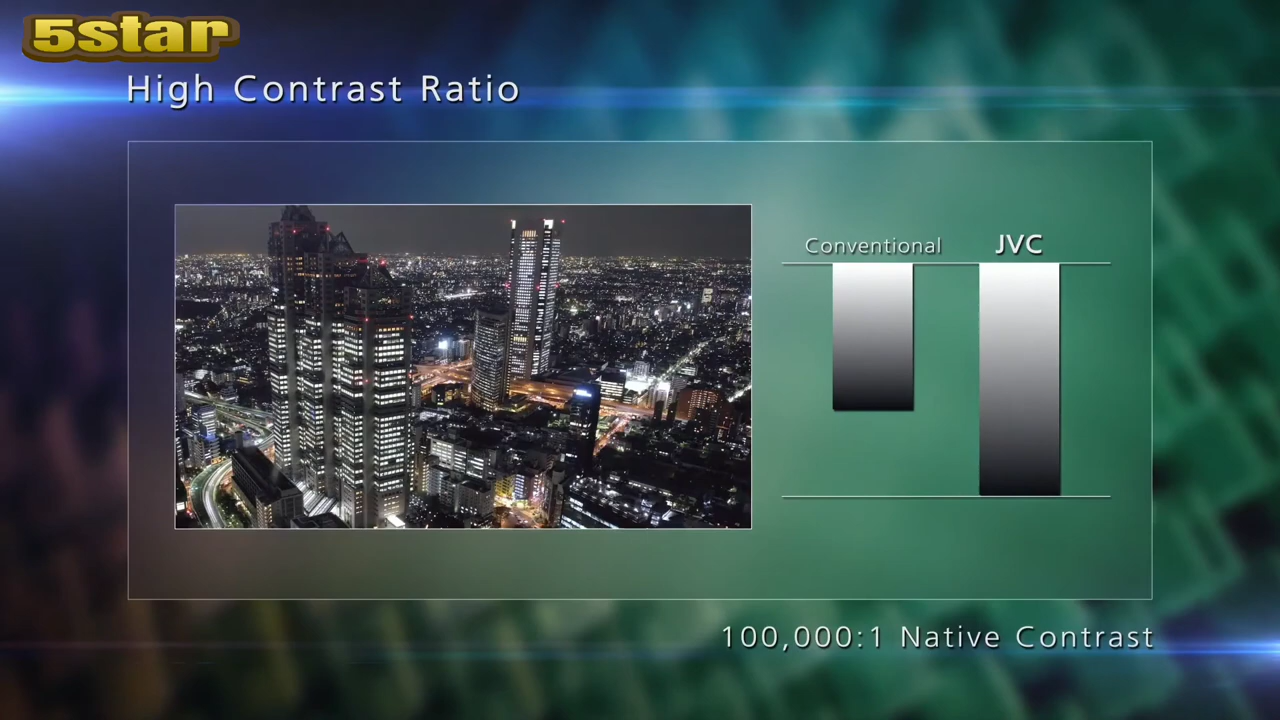 5star
High Contrast Ratio
Conventional
JVC
100,000:1 Native Contrast